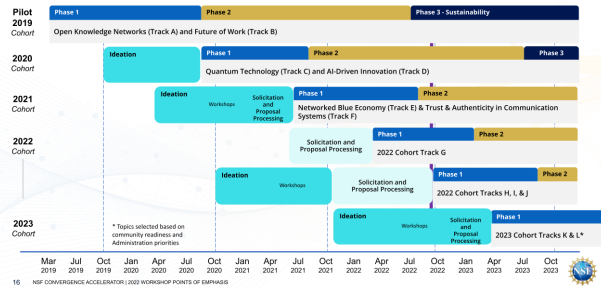 Pilot
2019
Cohort
Phase 1
Phase 2
Phase 3 - Sustainability
Open Knowledge Networks (Track A) and Future of Work (Track B)
2020
Cohort
Ideation
Phase 1
Phase 2
Phase 3
Quantum Technology (Track C) and AI-Driven Innovation (Track D)
2021
Cohort
Ideation
Workshops
Solicitation
and
Proposal
Processing
Phase 1
Phase 2
Networked Blue Economy (Track E) & Trust & Authenticity in Communication
Systems (Track F)
2022
Cohort
Solicitation and
Proposal Processing
Phase 1
Phase 2
2022 Cohort Track G
Ideation
Workshops
Solicitation and
Proposal Processing
Phase 1
Phase 2
2022 Cohort Tracks H, I, & J
2023
Cohort
* Topics selected based on
community readiness and
Administration priorities
Ideation
Workshops
Solicitation
and
Proposal
Processing
Phase 1
2023 Cohort Tracks K & L*
Mar Jul Oct Jan Apr Jul Oct Jan Apr Jul Oct Jan Apr Jul Oct Jan Apr Jul Oct
2019 2019 2019 2020 2020 2020 2020 2021 2021 2021 2021 2022 2022 2022 2022 2023 2023 2023 2023
16 NSF CONVERGENCE ACCELERATOR | 2022 WORKSHOP POINTS OF EMPHASIS
NSF